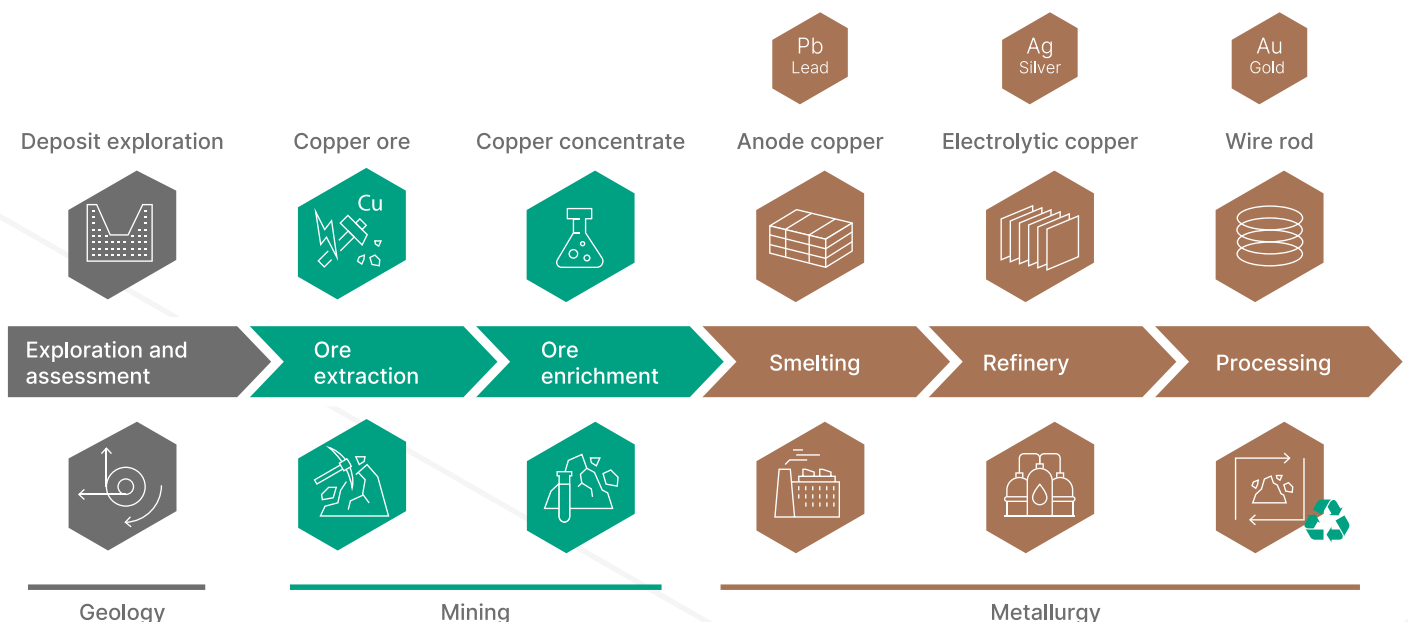 Pb
Lead
Ag
Silver
Au
Gold
Deposit exploration
Copper ore
Copper concentrate
Anode copper
Electrolytic copper
Wire rod
Cu
Exploration and
assessment
Ore
extraction
Ore
enrichment
Smelting
Refinery
Processing
Geology
Mining
Metallurgy